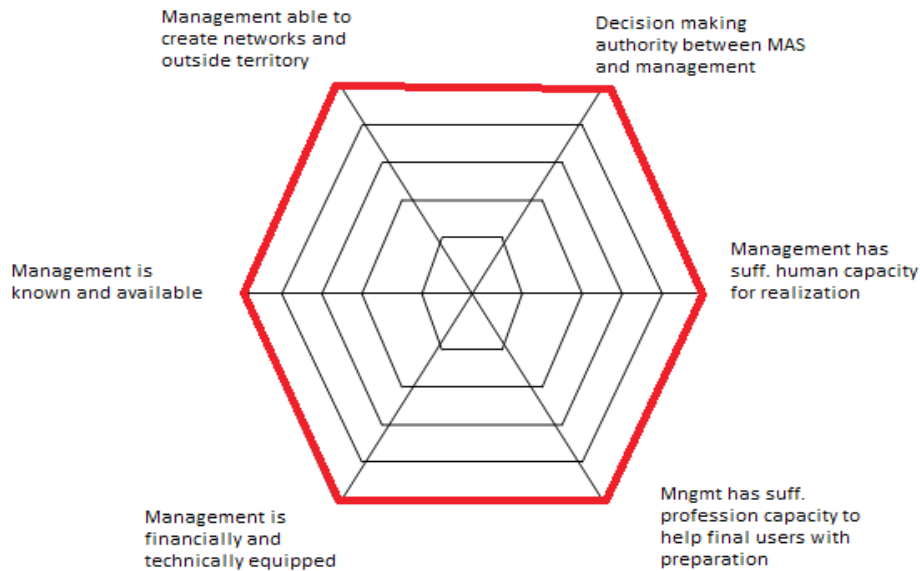 Management able to
create networks and
outside territory
Decision making
authority between MAS
and management
Management is
known and available
Management has
suff. human capacity
for realization
Management is
financially and
technically equipped
Mngmt has suff.
profession capacity to
help final users with
preparation